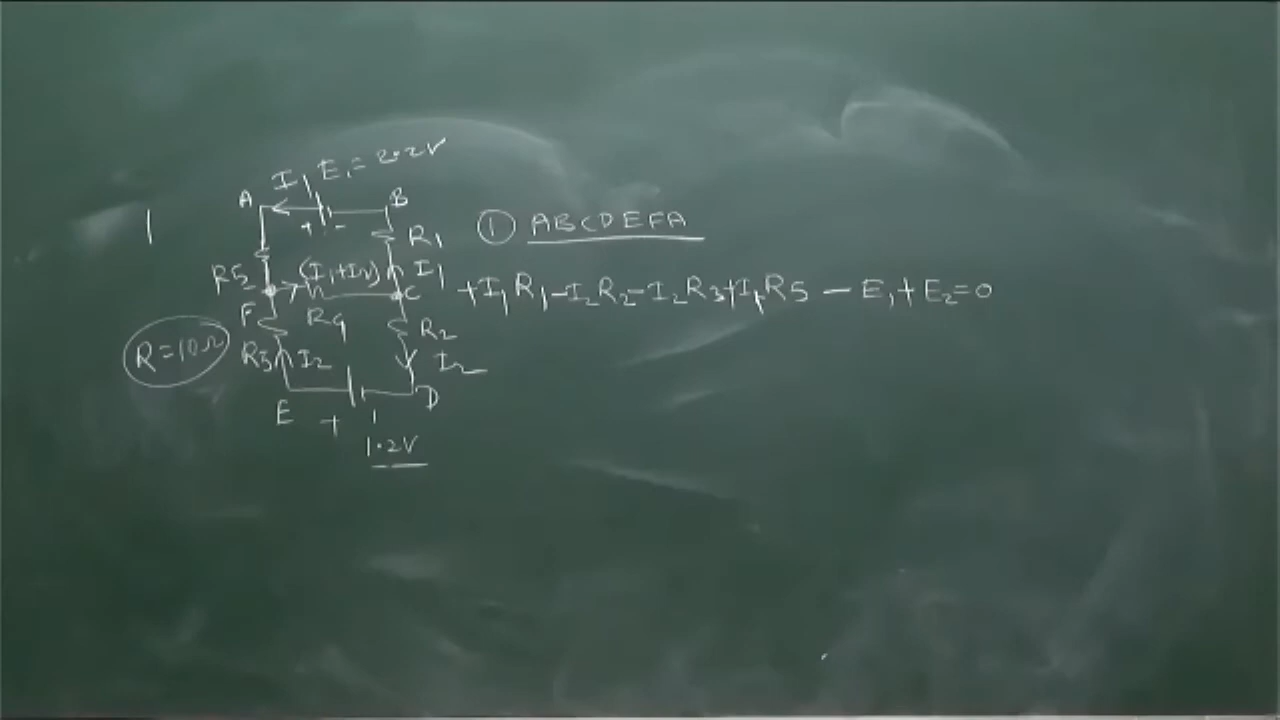 I₁ E₁ = 2.2V
A B
+ -
R₁
① ABCDEFA
R5 (I₁+I₂) I₁
C
+I₁R₁-I₂R₂-I₂R₃+I₁R5 - E₁+E₂=0
F R₄ R₂
R=10Ω R₃ I₂ I₂
E D
+
1.2V